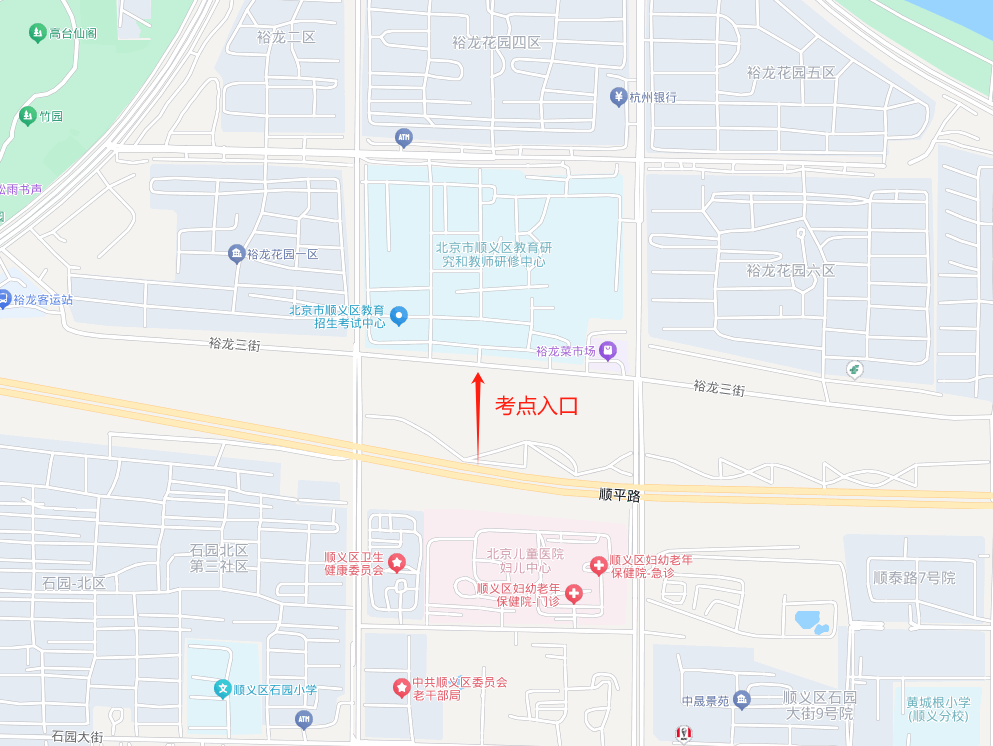 高台仙阁
裕龙二区
裕龙花园四区
裕龙花园五区
杭州银行
竹园
ATM
松雨书声
北京市顺义区教育研
究和教师研修中心
裕龙花园一区
裕龙花园六区
裕龙客运站
北京市顺义区教育
招生考试中心
裕龙三街
裕龙菜市场
裕龙三街
考点入口
顺平路
石园北区
第三社区
石园-北区
顺义区卫生
健康委员会
北京儿童医院
妇儿中心
顺义区妇幼老年
保健院-急诊
顺义区妇幼老年
保健院-门诊
顺泰路7号院
文
顺义区石园小学
中共顺义区委员会
老干部局
中晟景苑
顺义区石园
大街9号院
黄城根小学
(顺义分校)
ATM
石园大街